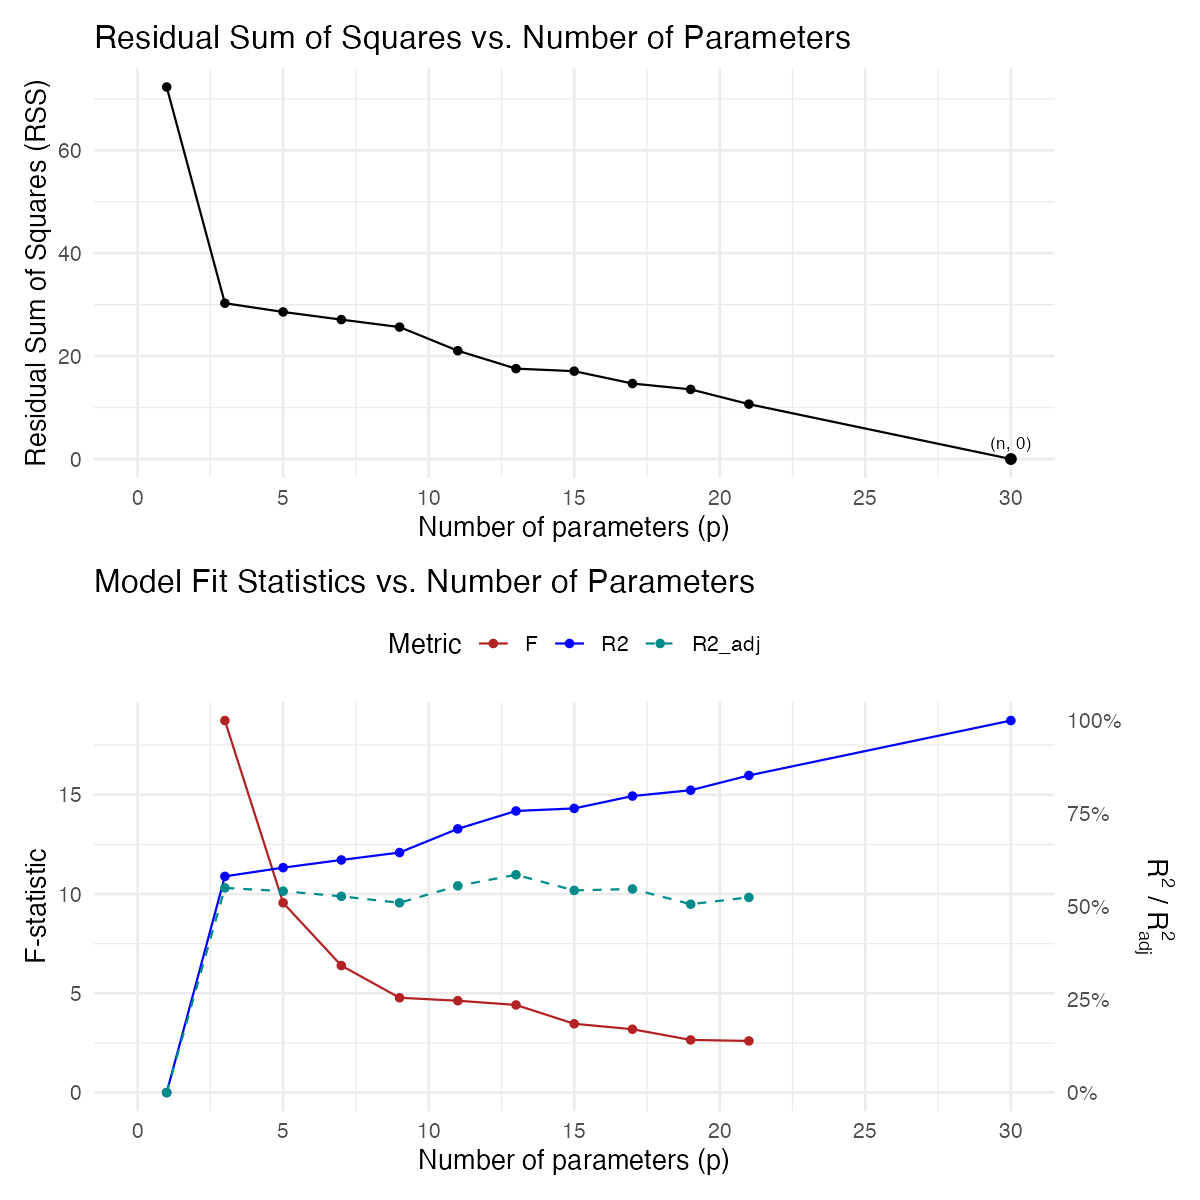 Residual Sum of Squares vs. Number of Parameters
Residual Sum of Squares (RSS)
60
40
20
0
(n, 0)
0 5 10 15 20 25 30
Number of parameters (p)
Model Fit Statistics vs. Number of Parameters
Metric F R2 R2_adj
F-statistic
15
10
5
0
100%
75%
50%
25%
0%
R² / R²adj
0 5 10 15 20 25 30
Number of parameters (p)